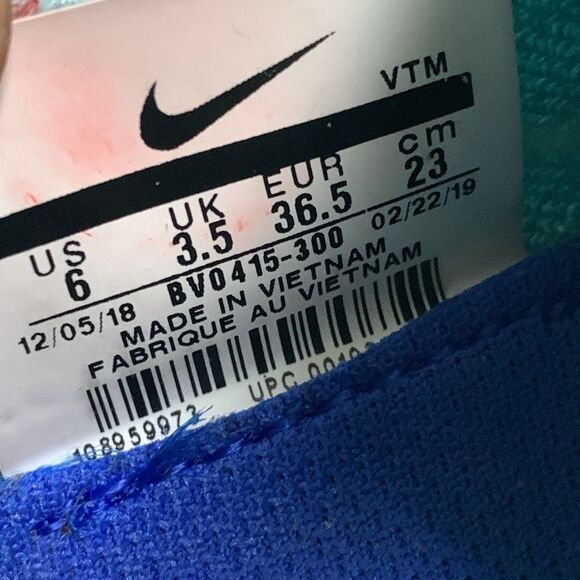 VTM
US UK EUR cm
6 3.5 36.5 23
12/05/18 BV0415-300 02/22/19
MADE IN VIETNAM
FABRIQUE AU VIETNAM
UPC